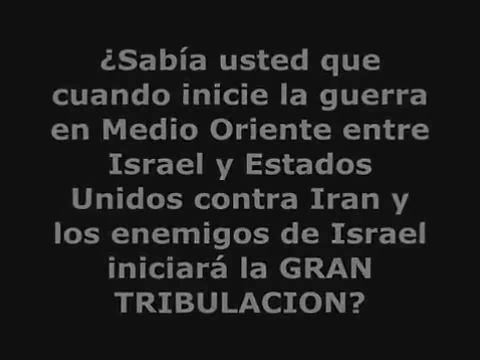 ¿Sabía usted que
cuando inicie la guerra
en Medio Oriente entre
Israel y Estados
Unidos contra Iran y
los enemigos de Israel
iniciará la GRAN
TRIBULACION?